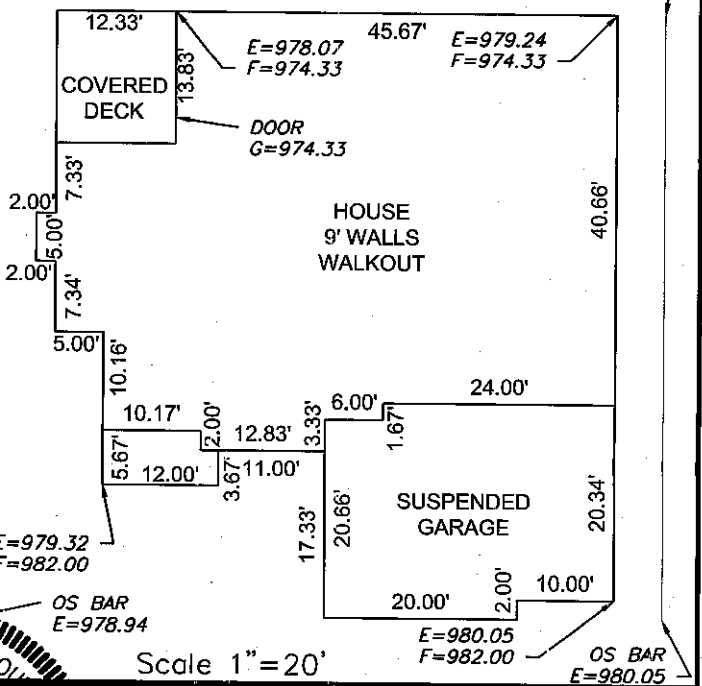 12.33'
45.67'
E=978.07
F=974.33
E=979.24
F=974.33
13.83'
COVERED
DECK
DOOR
G=974.33
7.33'
2.00'
5.00'
2.00'
7.34'
5.00'
HOUSE
9' WALLS
WALKOUT
40.66'
10.16'
10.17'
2.00'
12.83'
3.33'
6.00'
1.67'
24.00'
5.67'
12.00'
3.67'
11.00'
17.33'
20.66'
SUSPENDED
GARAGE
20.34'
20.00'
2.00'
10.00'
E=979.32
F=982.00
OS BAR
E=978.94
E=980.05
F=982.00
OS BAR
E=980.05
Scale 1"=20'